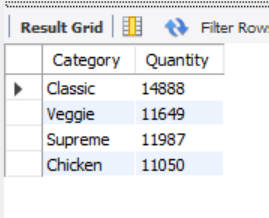 Result Grid Filter Rows
Category Quantity
Classic 14888
Veggie 11649
Supreme 11987
Chicken 11050